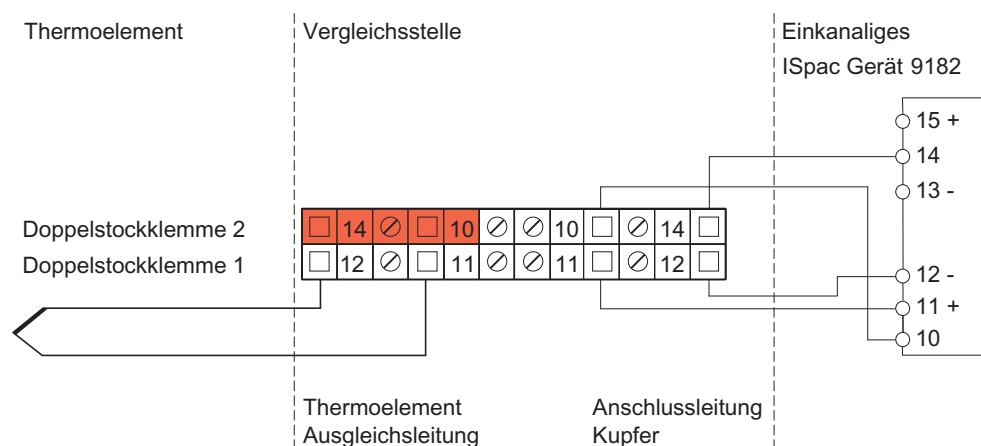 Thermoelement
Vergleichsstelle
Einkanaliges
ISpac Gerät 9182
15 +
14
13 -
Doppelstockklemme 2
14 10 10 14
Doppelstockklemme 1
12 11 11 12
12 -
11 +
10
Thermoelement
Ausgleichsleitung
Anschlussleitung
Kupfer